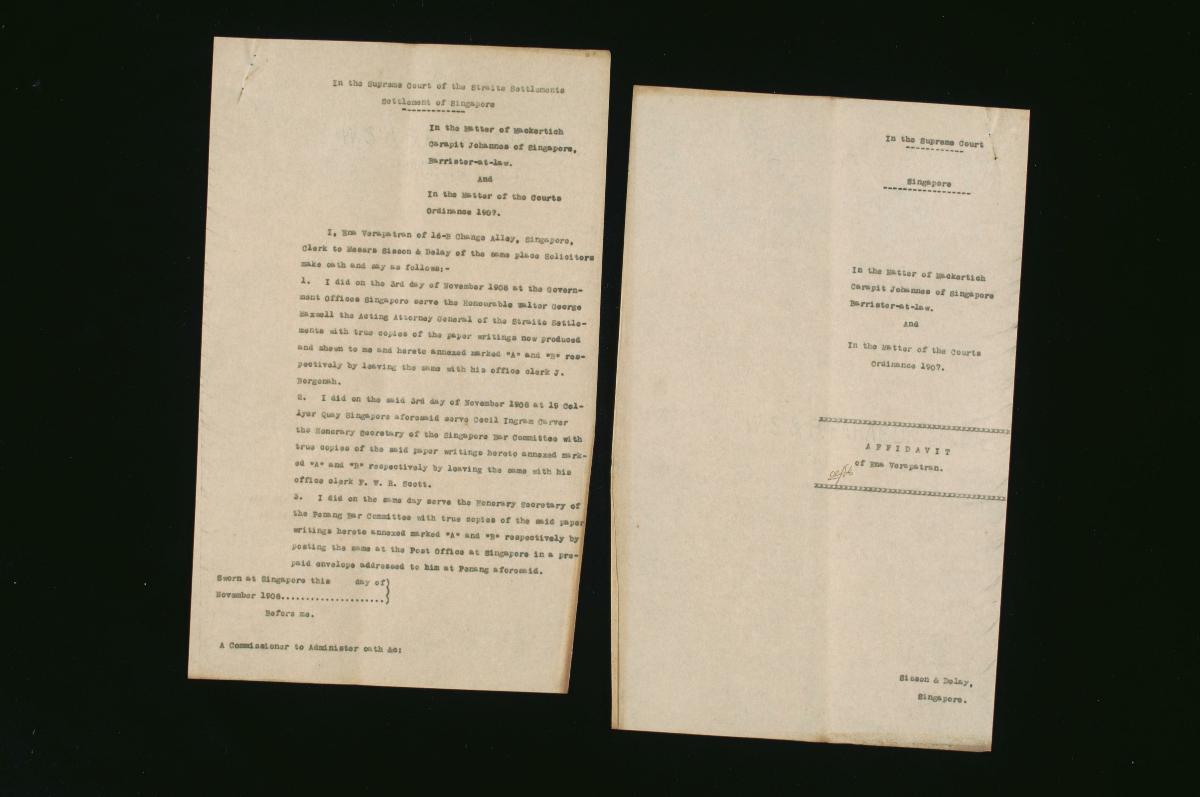 In the Supreme Court of the Straits Settlements
Settlement of Singapore
In the Matter of Mackertich
Carapit Johannes of Singapore,
Barrister-at-law.
And
In the Matter of the Courts
Ordinance 1907.
I, Ena Verapatran of 16-B Change Alley, Singapore,
Clerk to Messrs Sisson & Delay of the same place Solicitors
make oath and say as follows:-
1. I did on the 3rd day of November 1908 at the Govern-
ment Offices Singapore serve the Honourable Walter George
Maxwell the Acting Attorney General of the Straits Settle-
ments with true copies of the paper writings now produced
and shewn to me and hereto annexed marked "A" and "B" res-
pectively by leaving the same with his office clerk J.
Bergonah.
2. I did on the said 3rd day of November 1908 at 19 Col-
lyer Quay Singapore aforesaid serve Cecil Ingram Carver
the Honorary Secretary of the Singapore Bar Committee with
true copies of the said paper writings hereto annexed mark-
ed "A" and "B" respectively by leaving the same with his
office clerk F. W. R. Scott.
3. I did on the same day serve the Honorary Secretary of
the Penang Bar Committee with true copies of the said paper
writings hereto annexed marked "A" and "B" respectively by
posting the same at the Post Office at Singapore in a pre-
paid envelope addressed to him at Penang aforesaid.
Sworn at Singapore this day of
November 1908....................
Before me.
A Commissioner to Administer oath &c:
In the Supreme Court
Singapore
In the Matter of Mackertich
Carapit Johannes of Singapore
Barrister-at-law.
And
In the Matter of the Courts
Ordinance 1907.
AFFIDAVIT
of Ena Verapatran.
Sisson & Delay,
Singapore.